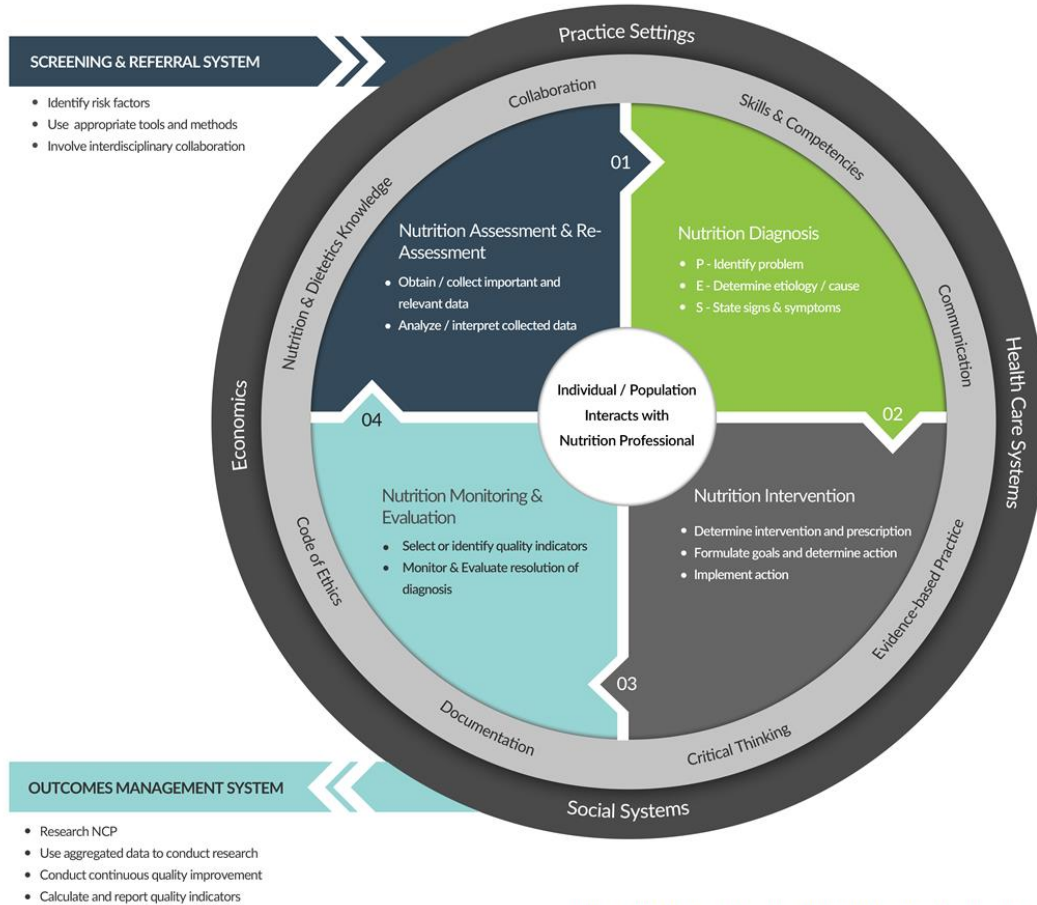 Practice Settings
SCREENING & REFERRAL SYSTEM
• Identify risk factors
• Use appropriate tools and methods
• Involve interdisciplinary collaboration
Collaboration
Skills & Competencies
Nutrition & Dietetics Knowledge
Communication
Economics
Health Care Systems
Code of Ethics
Evidence-based Practice
Documentation
Critical Thinking
Social Systems
01
Nutrition Assessment & Re-
Assessment
• Obtain / collect important and
relevant data
• Analyze / interpret collected data
Nutrition Diagnosis
• P - Identify problem
• E - Determine etiology / cause
• S - State signs & symptoms
02
Individual / Population
Interacts with
Nutrition Professional
Nutrition Intervention
• Determine intervention and prescription
• Formulate goals and determine action
• Implement action
03
04
Nutrition Monitoring &
Evaluation
• Select or identify quality indicators
• Monitor & Evaluate resolution of
diagnosis
OUTCOMES MANAGEMENT SYSTEM
• Research NCP
• Use aggregated data to conduct research
• Conduct continuous quality improvement
• Calculate and report quality indicators